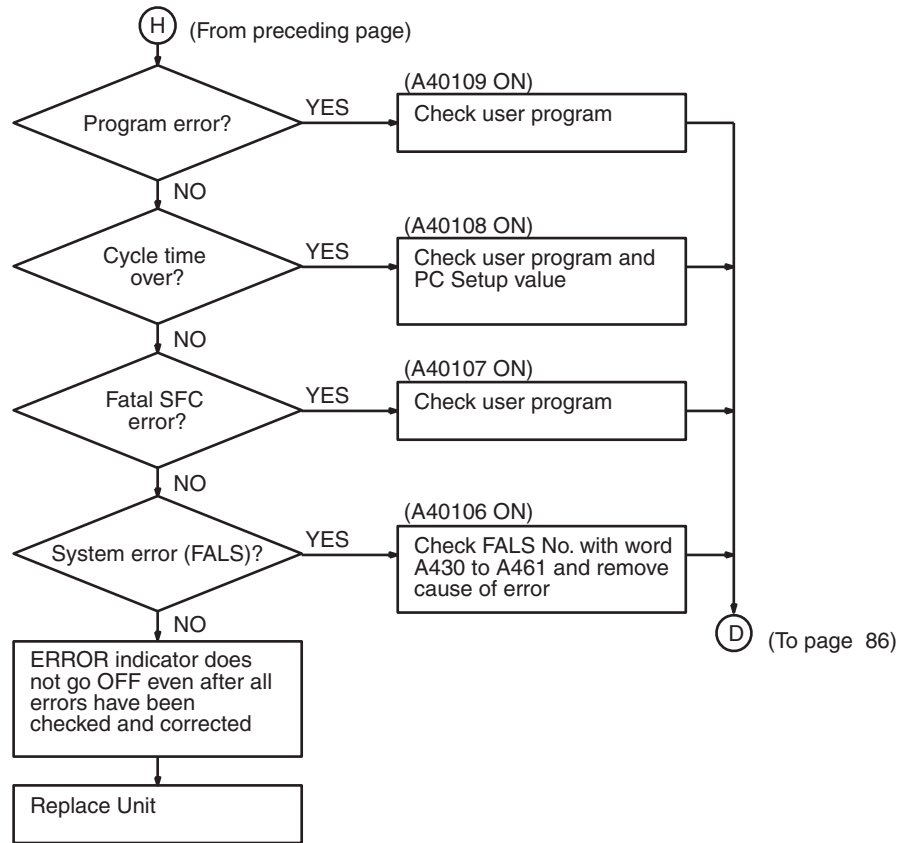 H (From preceding page)
(A40109 ON)
Program error?
YES
Check user program
NO
(A40108 ON)
Cycle time
over?
YES
Check user program and
PC Setup value
NO
(A40107 ON)
Fatal SFC
error?
YES
Check user program
NO
(A40106 ON)
System error (FALS)?
YES
Check FALS No. with word
A430 to A461 and remove
cause of error
NO
D (To page 86)
ERROR indicator does
not go OFF even after all
errors have been
checked and corrected
Replace Unit